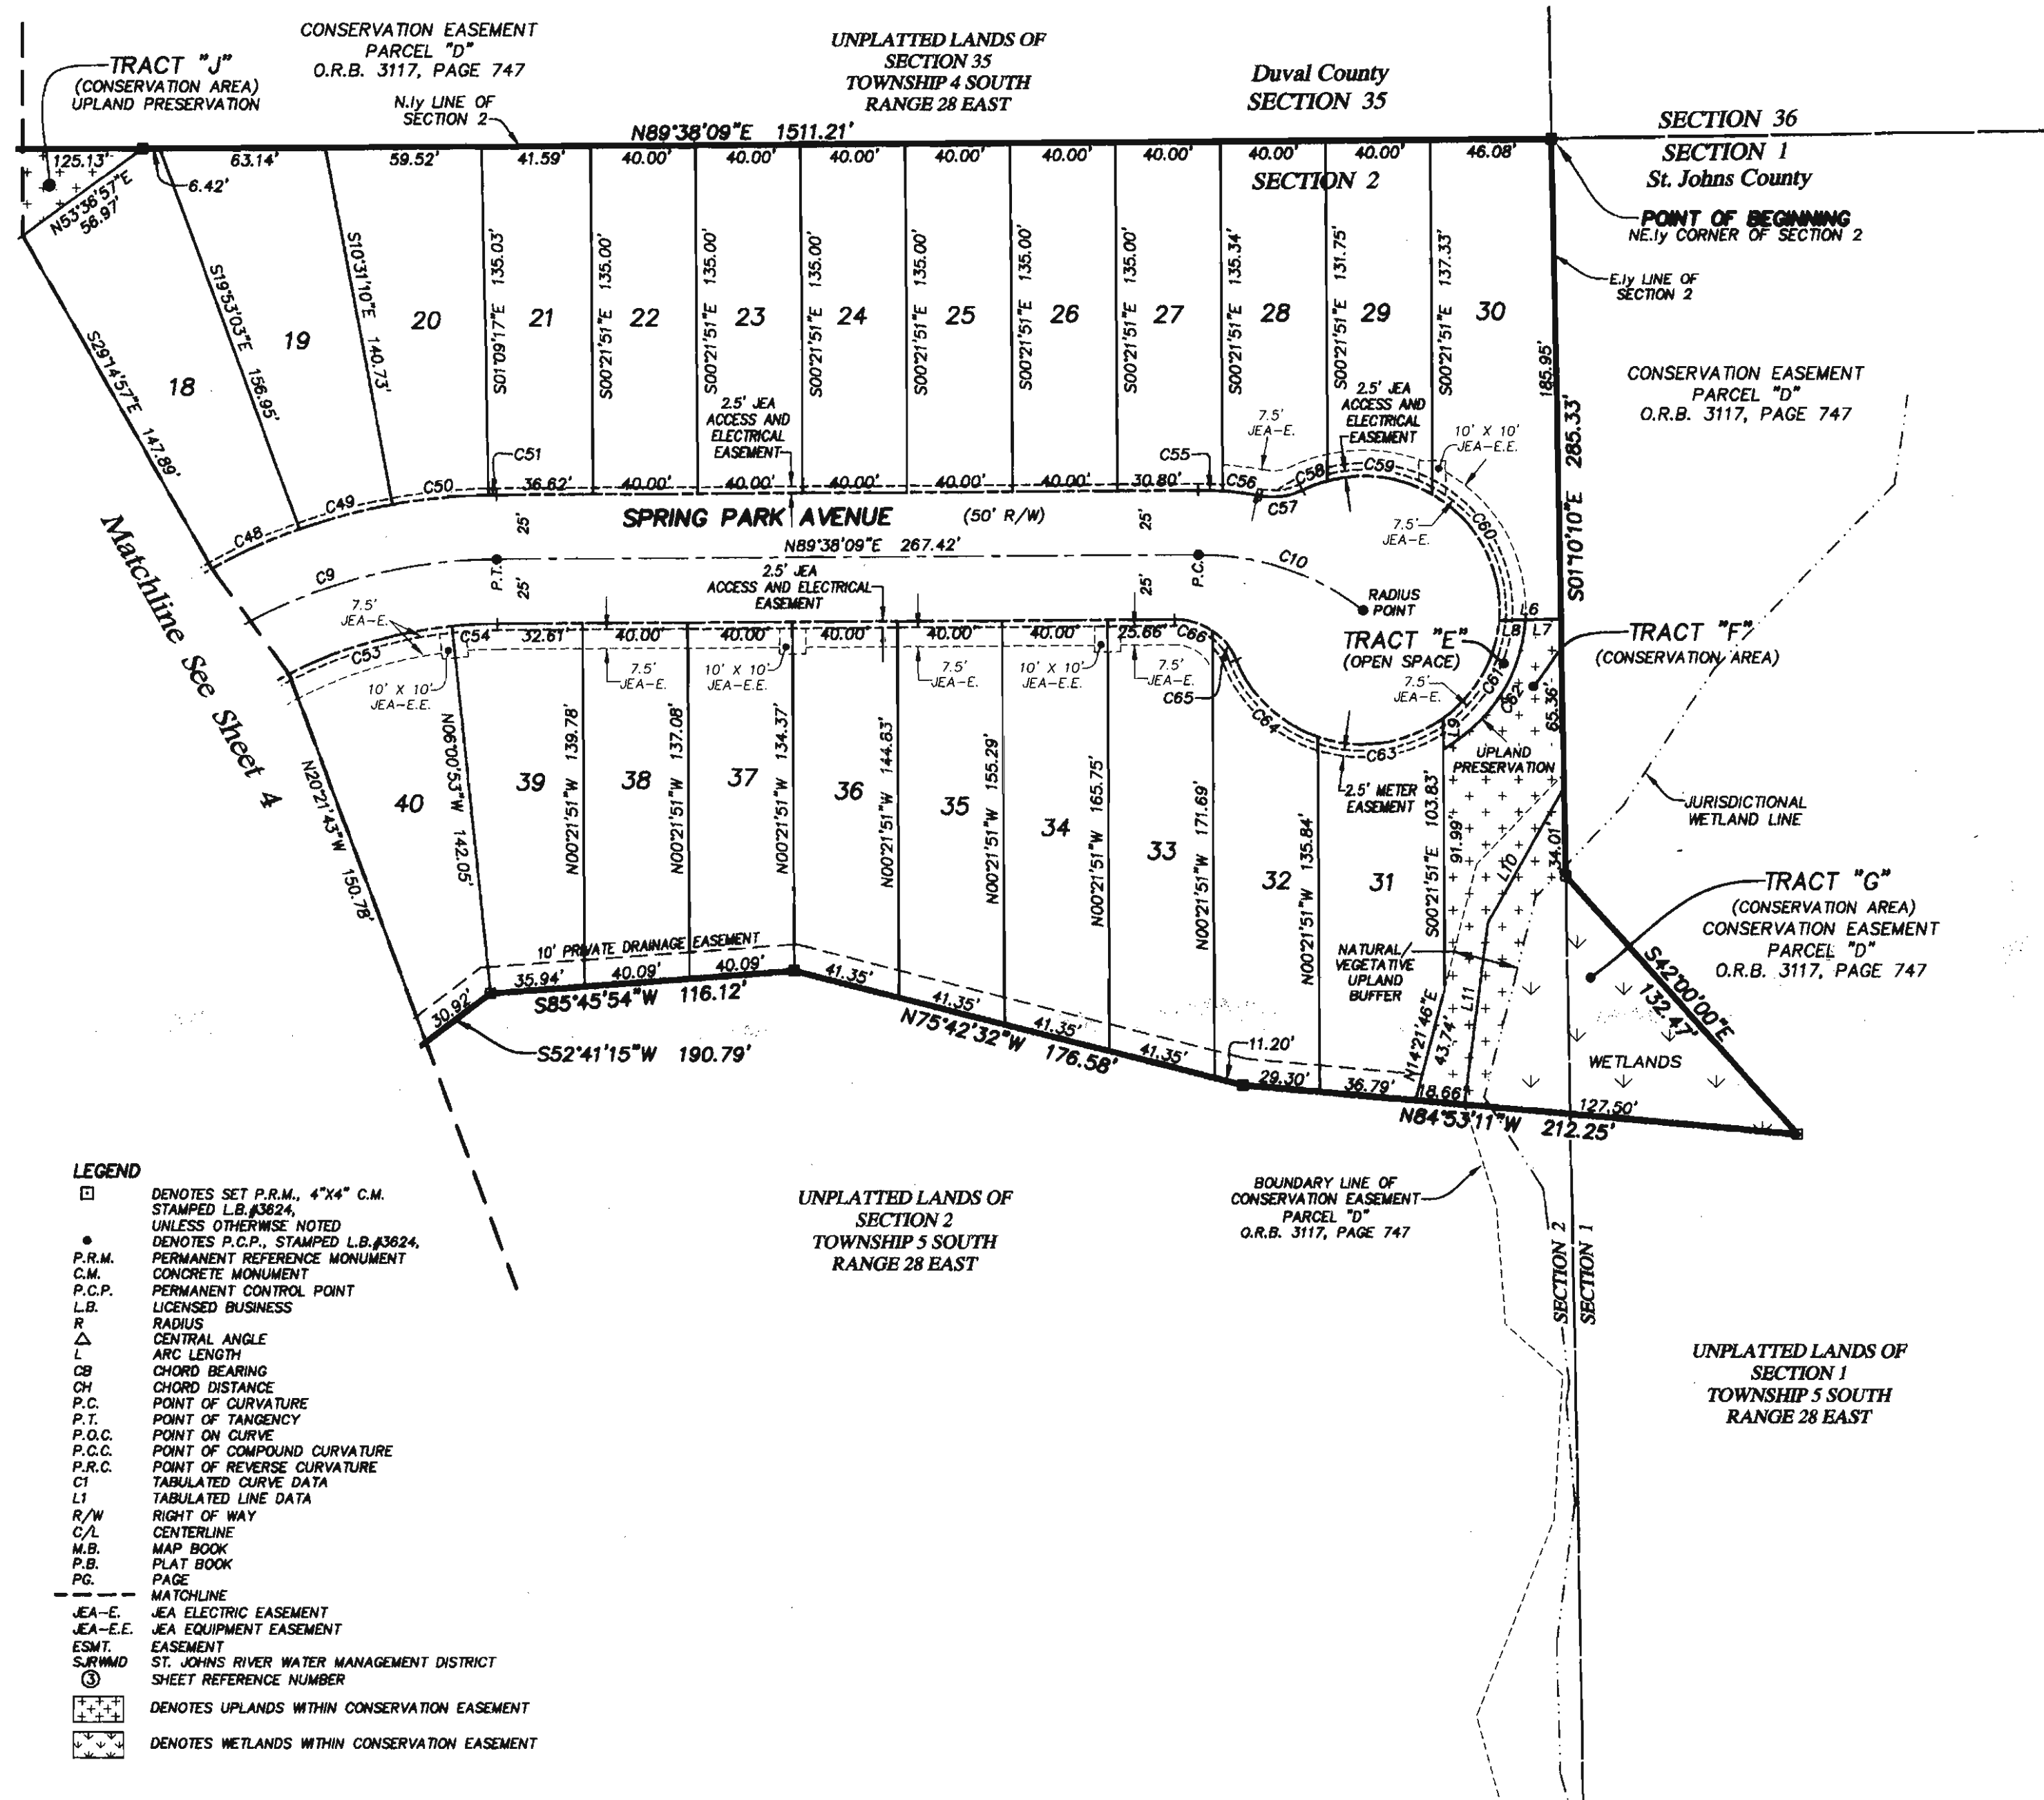 CONSERVATION EASEMENT
PARCEL "D"
O.R.B. 3117, PAGE 747
TRACT "J"
(CONSERVATION AREA)
UPLAND PRESERVATION
N.ly LINE OF
SECTION 2
UNPLATTED LANDS OF
SECTION 35
TOWNSHIP 4 SOUTH
RANGE 28 EAST
Duval County
SECTION 35
SECTION 36
SECTION 1
St. Johns County
N89°38'09"E 1511.21'
125.13'
6.42'
63.14'
59.52'
41.59'
40.00'
40.00'
40.00'
40.00'
40.00'
40.00'
40.00'
40.00'
46.08'
SECTION 2
POINT OF BEGINNING
NE.ly CORNER OF SECTION 2
E.ly LINE OF
SECTION 2
N53°36'57"E
56.97'
S29°14'57"E 147.89'
S19°53'03"E 156.95'
S10°31'10"E 140.73'
S01°09'17"E 135.03'
S00°21'51"E 135.00'
S00°21'51"E 135.00'
S00°21'51"E 135.00'
S00°21'51"E 135.00'
S00°21'51"E 135.00'
S00°21'51"E 135.00'
S00°21'51"E 135.34'
S00°21'51"E 131.75'
S00°21'51"E 137.33'
185.95'
S01°10'10"E 285.33'
18
19
20
21
22
23
24
25
26
27
28
29
30
CONSERVATION EASEMENT
PARCEL "D"
O.R.B. 3117, PAGE 747
2.5' JEA
ACCESS AND
ELECTRICAL
EASEMENT
2.5' JEA
ACCESS AND
ELECTRICAL
EASEMENT
7.5'
JEA-E.
10' X 10'
JEA-E.E.
C48
C49
C50
C51
36.62'
40.00'
40.00'
40.00'
40.00'
40.00'
30.80'
C55
C56
C57
C58
C59
C60
SPRING PARK AVENUE
(50' R/W)
25'
25'
7.5'
JEA-E.
N89°38'09"E 267.42'
C9
P.T.
P.C.
C10
25'
25'
RADIUS
POINT
2.5' JEA
ACCESS AND ELECTRICAL
EASEMENT
Matchline See Sheet 4
7.5'
JEA-E.
C53
C54
32.61'
40.00'
40.00'
40.00'
40.00'
40.00'
25.66'
C66
L6
L8
L7
TRACT "E"
(OPEN SPACE)
TRACT "F"
(CONSERVATION AREA)
10' X 10'
JEA-E.E.
7.5'
JEA-E.
10' X 10'
JEA-E.E.
7.5'
JEA-E.
10' X 10'
JEA-E.E.
7.5'
JEA-E.
C65
C64
C63
7.5'
JEA-E.
C61
C62
L9
65.36'
UPLAND
PRESERVATION
2.5' METER
EASEMENT
JURISDICTIONAL
WETLAND LINE
N20°21'43"W 150.78'
N06°00'53"W 142.05'
N00°21'51"W 139.78'
N00°21'51"W 137.08'
N00°21'51"W 134.37'
N00°21'51"W 144.83'
N00°21'51"W 155.29'
N00°21'51"W 165.75'
N00°21'51"W 171.69'
N00°21'51"W 135.84'
S00°21'51"E 103.83'
91.99'
L10
34.01'
40
39
38
37
36
35
34
33
32
31
TRACT "G"
(CONSERVATION AREA)
CONSERVATION EASEMENT
PARCEL "D"
O.R.B. 3117, PAGE 747
S42°00'00"E
132.47'
NATURAL
VEGETATIVE
UPLAND
BUFFER
L11
N14°21'46"E
43.74'
WETLANDS
10' PRIVATE DRAINAGE EASEMENT
30.92'
35.94'
40.09'
40.09'
S85°45'54"W 116.12'
S52°41'15"W 190.79'
41.35'
41.35'
41.35'
41.35'
N75°42'32"W 176.58'
11.20'
29.30'
36.79'
18.66'
127.50'
N84°53'11"W 212.25'
BOUNDARY LINE OF
CONSERVATION EASEMENT
PARCEL "D"
O.R.B. 3117, PAGE 747
UNPLATTED LANDS OF
SECTION 2
TOWNSHIP 5 SOUTH
RANGE 28 EAST
SECTION 2
SECTION 1
UNPLATTED LANDS OF
SECTION 1
TOWNSHIP 5 SOUTH
RANGE 28 EAST
LEGEND
DENOTES SET P.R.M., 4"X4" C.M.
STAMPED L.B.#3624,
UNLESS OTHERWISE NOTED
DENOTES P.C.P., STAMPED L.B.#3624,
P.R.M. PERMANENT REFERENCE MONUMENT
C.M. CONCRETE MONUMENT
P.C.P. PERMANENT CONTROL POINT
L.B. LICENSED BUSINESS
R RADIUS
△ CENTRAL ANGLE
L ARC LENGTH
CB CHORD BEARING
CH CHORD DISTANCE
P.C. POINT OF CURVATURE
P.T. POINT OF TANGENCY
P.O.C. POINT ON CURVE
P.C.C. POINT OF COMPOUND CURVATURE
P.R.C. POINT OF REVERSE CURVATURE
C1 TABULATED CURVE DATA
L1 TABULATED LINE DATA
R/W RIGHT OF WAY
C/L CENTERLINE
M.B. MAP BOOK
P.B. PLAT BOOK
PG. PAGE
MATCHLINE
JEA-E. JEA ELECTRIC EASEMENT
JEA-E.E. JEA EQUIPMENT EASEMENT
ESMT. EASEMENT
SJRWMD ST. JOHNS RIVER WATER MANAGEMENT DISTRICT
③ SHEET REFERENCE NUMBER
DENOTES UPLANDS WITHIN CONSERVATION EASEMENT
DENOTES WETLANDS WITHIN CONSERVATION EASEMENT